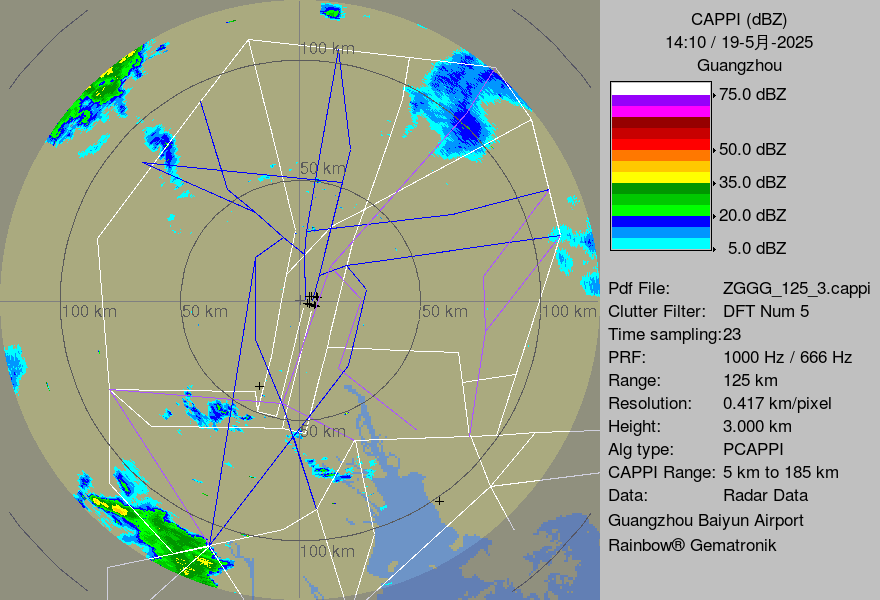 CAPPI (dBZ)
14:10 / 19-5月-2025
Guangzhou
75.0 dBZ
50.0 dBZ
35.0 dBZ
20.0 dBZ
5.0 dBZ
100 km
50 km
100 km
50 km
50 km
100 km
50 km
100 km
Pdf File: ZGGG_125_3.cappi
Clutter Filter: DFT Num 5
Time sampling:23
PRF: 1000 Hz / 666 Hz
Range: 125 km
Resolution: 0.417 km/pixel
Height: 3.000 km
Alg type: PCAPPI
CAPPI Range: 5 km to 185 km
Data: Radar Data
Guangzhou Baiyun Airport
Rainbow® Gematronik